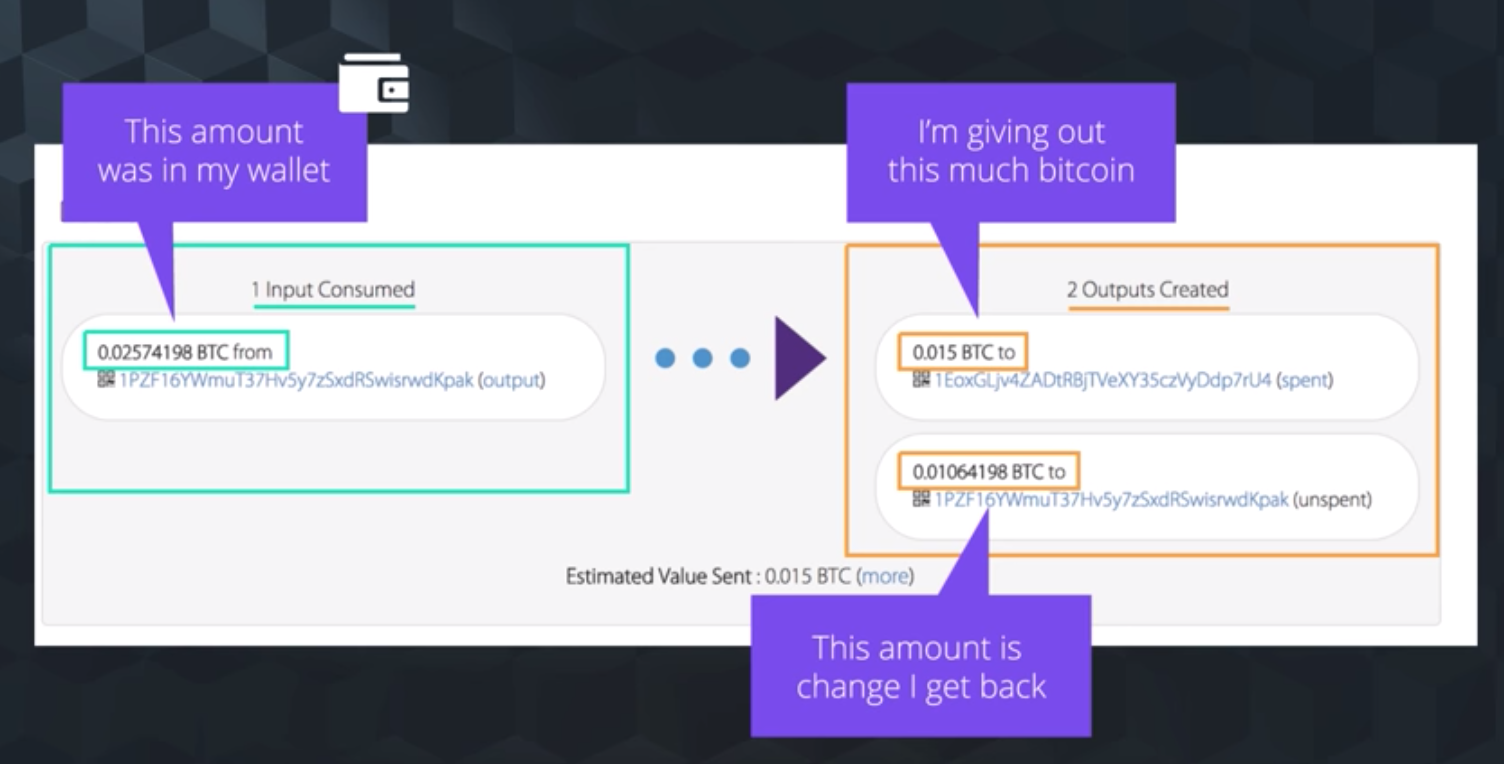 This amount
was in my wallet
I'm giving out
this much bitcoin
1 Input Consumed
0.02574198 BTC from
1PZF16YWmuT37Hv5y7zSxdRSwisrwdKpak (output)
2 Outputs Created
0.015 BTC to
1EoxGLjv4ZADtRBjTVeXY35czVyDdp7rU4 (spent)
0.01064198 BTC to
1PZF16YWmuT37Hv5y7zSxdRSwisrwdKpak (unspent)
Estimated Value Sent : 0.015 BTC (more)
This amount is
change I get back